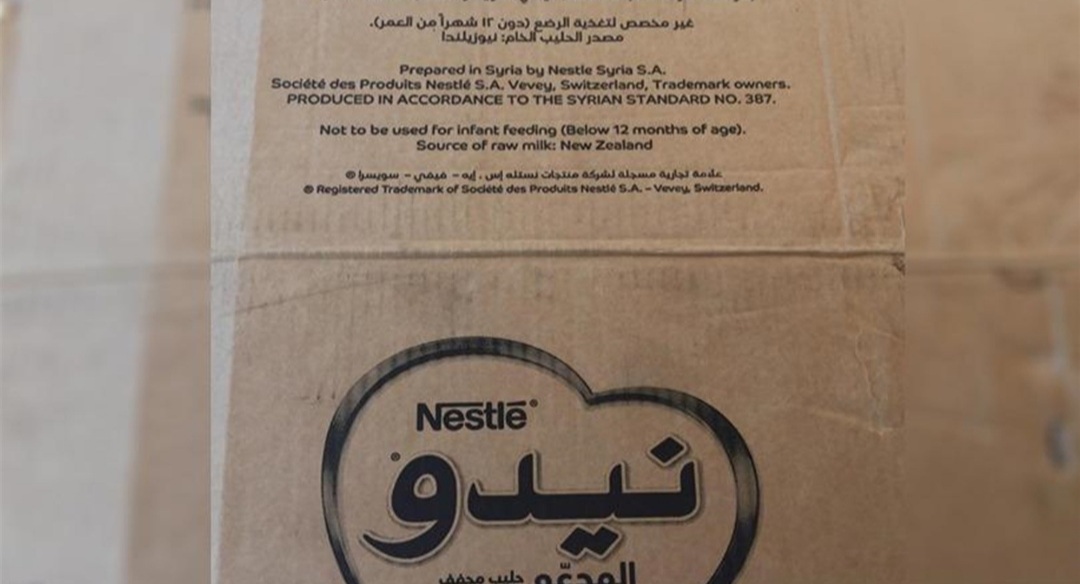 غير مخصص لتغذية الرضع (دون ١٢ شهراً من العمر).
مصدر الحليب الخام: نيوزيلندا
Prepared in Syria by Nestle Syria S.A.
Société des Produits Nestlé S.A. Vevey, Switzerland, Trademark owners.
PRODUCED IN ACCORDANCE TO THE SYRIAN STANDARD NO. 387.
Not to be used for infant feeding (Below 12 months of age).
Source of raw milk: New Zealand
علامة تجارية مسجلة لشركة منتجات نستله إس . إيه – فيفي – سويسرا ®
® Registered Trademark of Société des Produits Nestlé S.A. – Vevey, Switzerland.
Nestlé®
نيدو®
المدعّم حليب مجفف